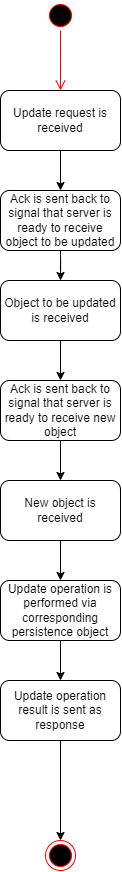 Update request is
received
Ack is sent back to
signal that server is
ready to receive
object to be updated
Object to be updated
is received
Ack is sent back to
signal that server is
ready to receive new
object
New object is
received
Update operation is
performed via
corresponding
persistence object
Update operation
result is sent as
response